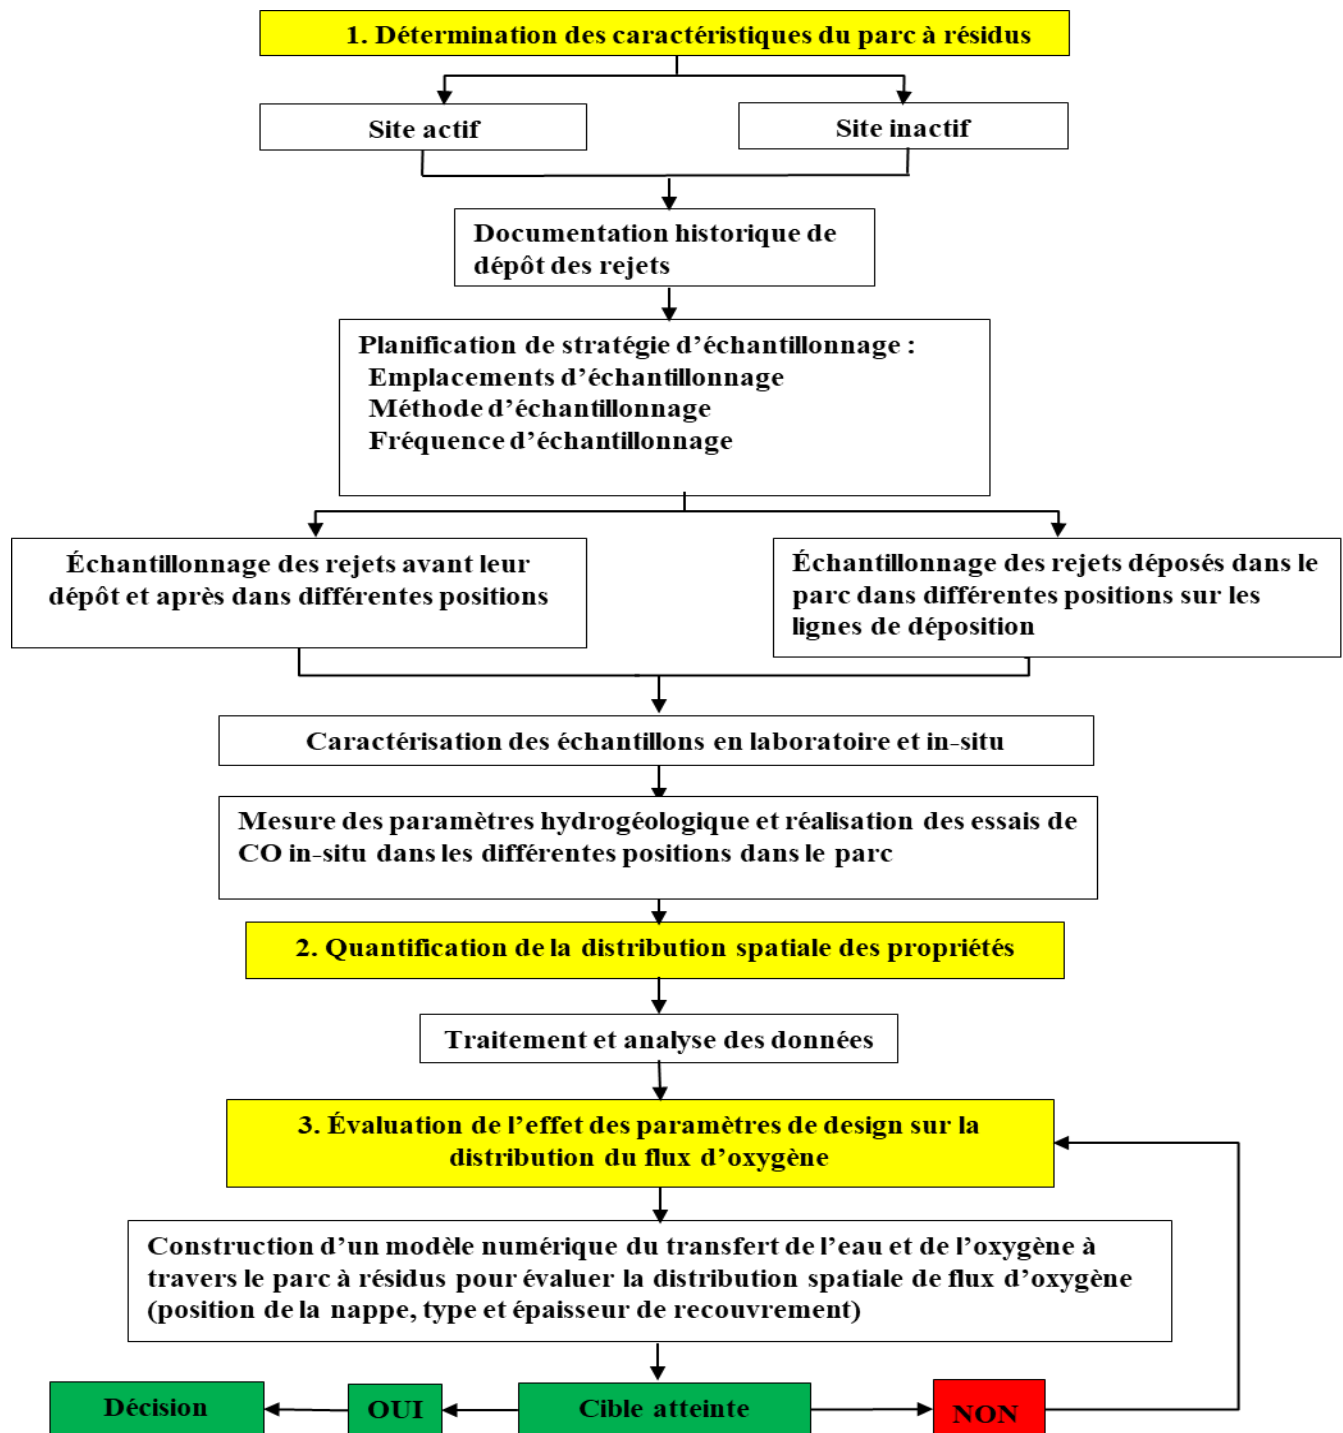 1. Détermination des caractéristiques du parc à résidus
Site actif
Site inactif
Documentation historique de
dépôt des rejets
Planification de stratégie d’échantillonnage :
Emplacements d’échantillonnage
Méthode d’échantillonnage
Fréquence d’échantillonnage
Échantillonnage des rejets avant leur
dépôt et après dans différentes positions
Échantillonnage des rejets déposés dans le
parc dans différentes positions sur les
lignes de déposition
Caractérisation des échantillons en laboratoire et in-situ
Mesure des paramètres hydrogéologique et réalisation des essais de
CO in-situ dans les différentes positions dans le parc
2. Quantification de la distribution spatiale des propriétés
Traitement et analyse des données
3. Évaluation de l’effet des paramètres de design sur la
distribution du flux d’oxygène
Construction d’un modèle numérique du transfert de l’eau et de l’oxygène à
travers le parc à résidus pour évaluer la distribution spatiale de flux d’oxygène
(position de la nappe, type et épaisseur de recouvrement)
Décision
OUI
Cible atteinte
NON